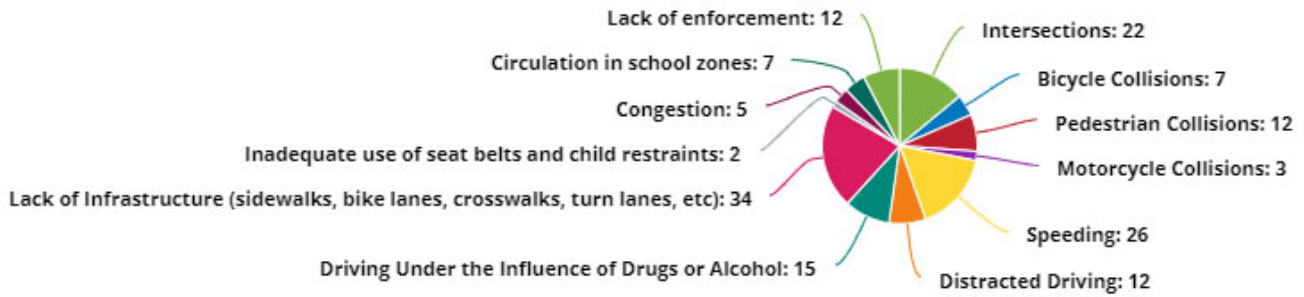 Lack of enforcement: 12
Intersections: 22
Circulation in school zones: 7
Bicycle Collisions: 7
Congestion: 5
Pedestrian Collisions: 12
Inadequate use of seat belts and child restraints: 2
Motorcycle Collisions: 3
Lack of Infrastructure (sidewalks, bike lanes, crosswalks, turn lanes, etc): 34
Speeding: 26
Driving Under the Influence of Drugs or Alcohol: 15
Distracted Driving: 12